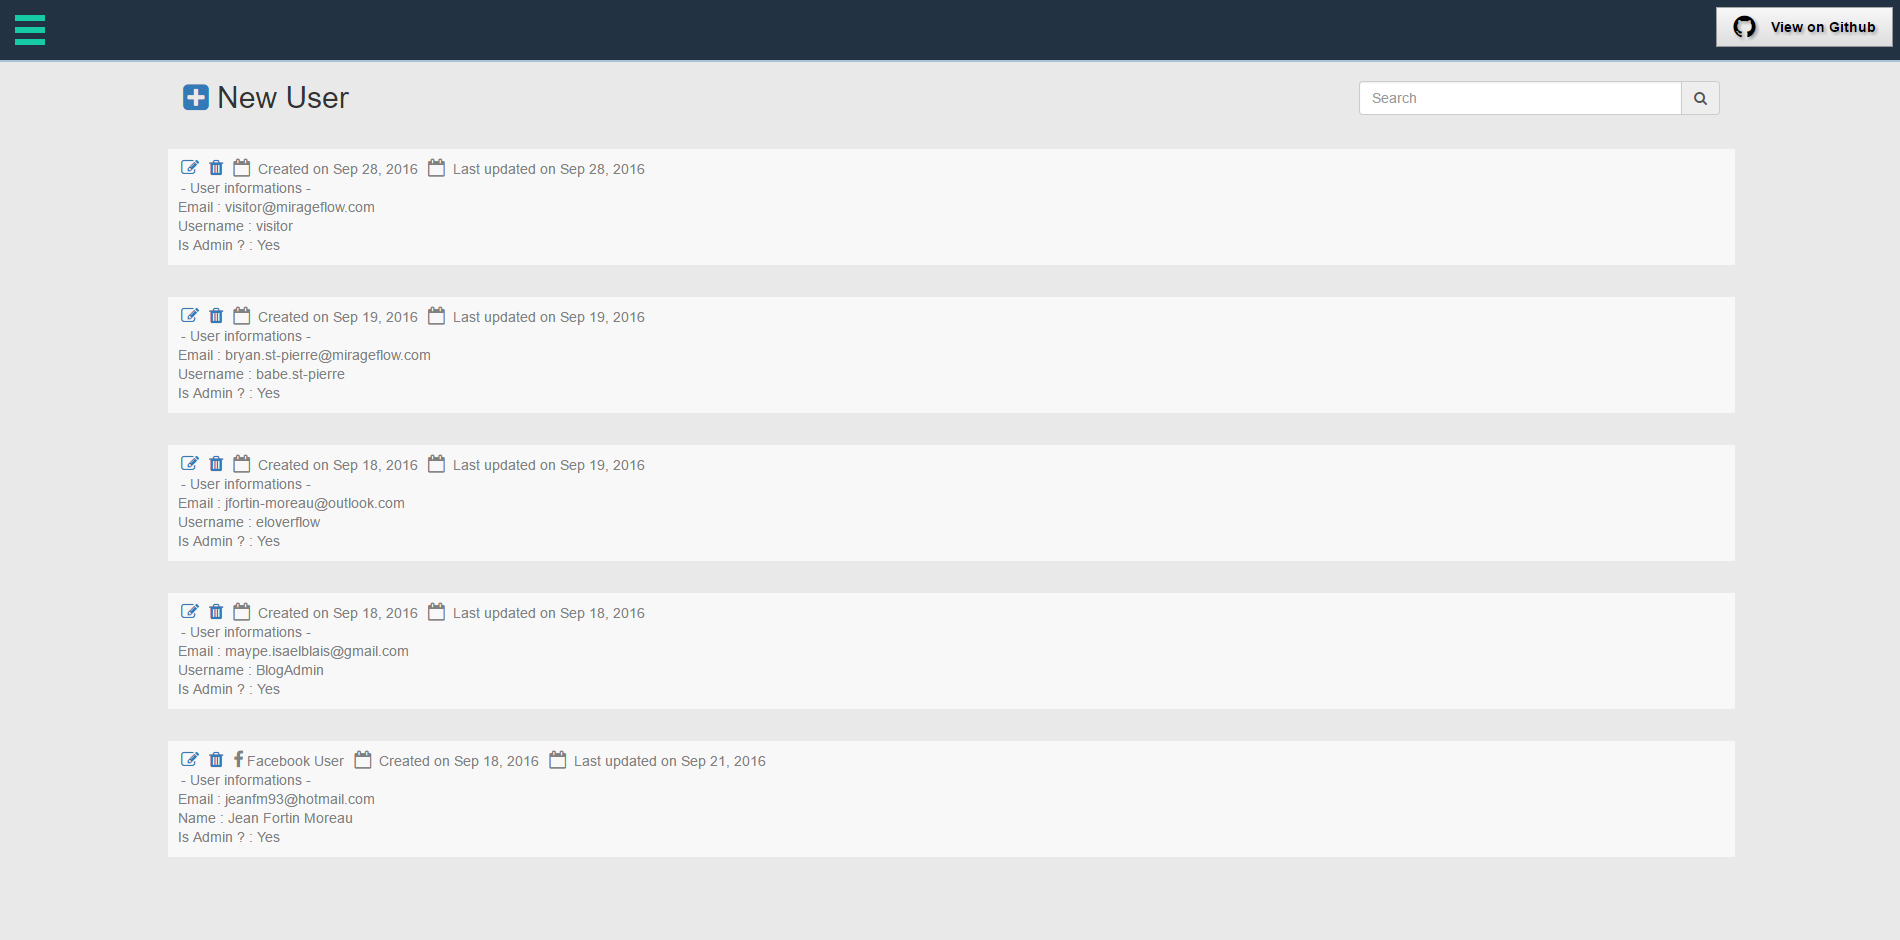 View on Github
New User
Search
Created on Sep 28, 2016 Last updated on Sep 28, 2016
- User informations -
Email : visitor@mirageflow.com
Username : visitor
Is Admin ? : Yes
Created on Sep 19, 2016 Last updated on Sep 19, 2016
- User informations -
Email : bryan.st-pierre@mirageflow.com
Username : babe.st-pierre
Is Admin ? : Yes
Created on Sep 18, 2016 Last updated on Sep 19, 2016
- User informations -
Email : jfortin-moreau@outlook.com
Username : eloverflow
Is Admin ? : Yes
Created on Sep 18, 2016 Last updated on Sep 18, 2016
- User informations -
Email : maype.isaelblais@gmail.com
Username : BlogAdmin
Is Admin ? : Yes
Facebook User Created on Sep 18, 2016 Last updated on Sep 21, 2016
- User informations -
Email : jeanfm93@hotmail.com
Name : Jean Fortin Moreau
Is Admin ? : Yes